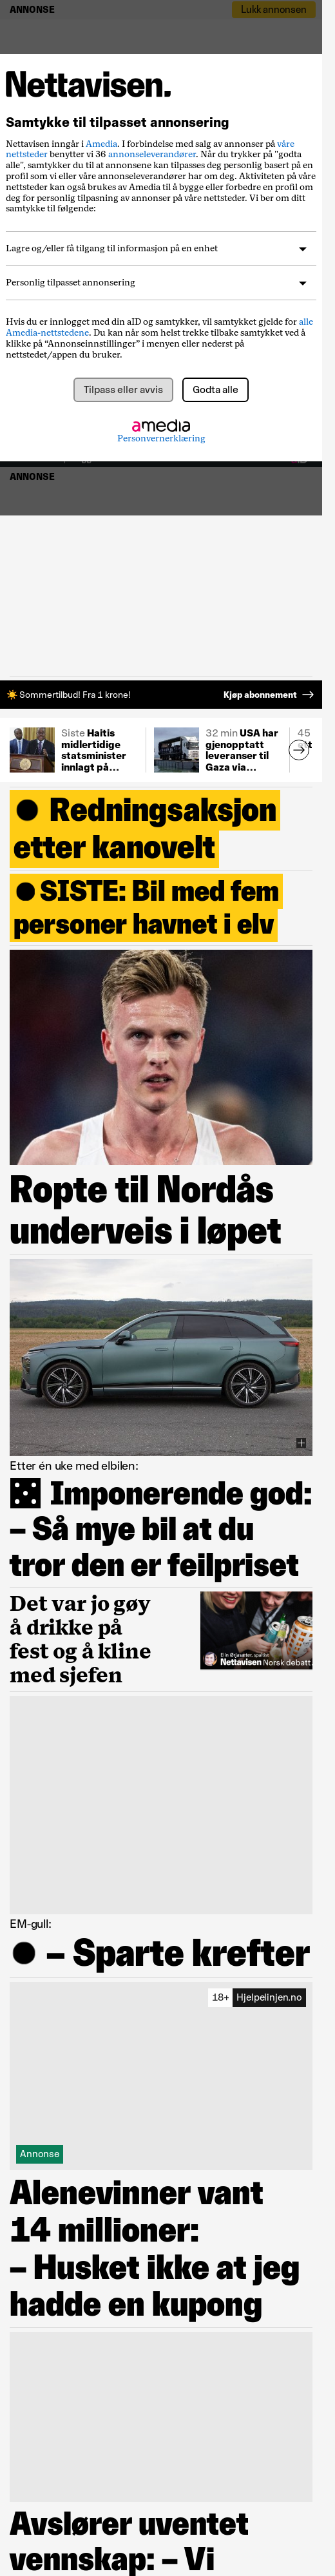 ANNONSE
Lukk annonsen
Nettavisen.
Samtykke til tilpasset annonsering
Nettavisen inngår i Amedia. I forbindelse med salg av annonser på våre
nettsteder benytter vi 36 annonseleverandører. Når du trykker på "godta
alle", samtykker du til at annonsene kan tilpasses deg personlig basert på en
profil som vi eller våre annonseleverandører har om deg. Aktiviteten på våre
nettsteder kan også brukes av Amedia til å bygge eller forbedre en profil om
deg for personlig tilpasning av annonser på våre nettsteder. Vi ber om ditt
samtykke til følgende:
Lagre og/eller få tilgang til informasjon på en enhet
Personlig tilpasset annonsering
Hvis du er innlogget med din aID og samtykker, vil samtykket gjelde for alle
Amedia-nettstedene. Du kan når som helst trekke tilbake samtykket ved å
klikke på “Annonseinnstillinger” i menyen eller nederst på
nettstedet/appen du bruker.
Tilpass eller avvis
Godta alle
amedia
Personvernerklæring
ANNONSE
Sommertilbud! Fra 1 krone!
Kjøp abonnement
Siste Haitis
midlertidige
statsminister
innlagt på...
32 min USA har
gjenopptatt
leveranser til
Gaza via...
45
Redningsaksjon
etter kanovelt
SISTE: Bil med fem
personer havnet i elv
Ropte til Nordås
underveis i løpet
Etter én uke med elbilen:
Imponerende god:
– Så mye bil at du
tror den er feilpriset
Det var jo gøy
å drikke på
fest og å kline
med sjefen
Nettavisen Norsk debatt.
EM-gull:
– Sparte krefter
18+ Hjelpelinjen.no
Annonse
Alenevinner vant
14 millioner:
– Husket ikke at jeg
hadde en kupong
Avslører uventet
vennskap: – Vi